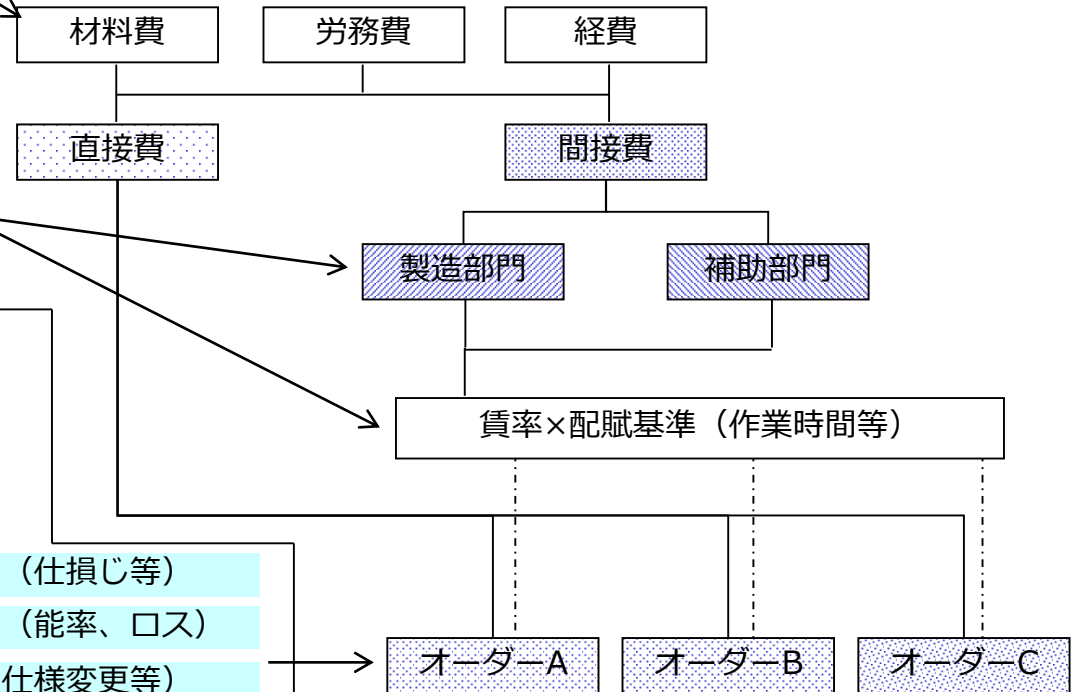 材料費
労務費
経費
直接費
間接費
製造部門
補助部門
賃率×配賦基準（作業時間等）
（仕損じ等）
（能率、ロス）
仕様変更等）
オーダーA
オーダーB
オーダーC